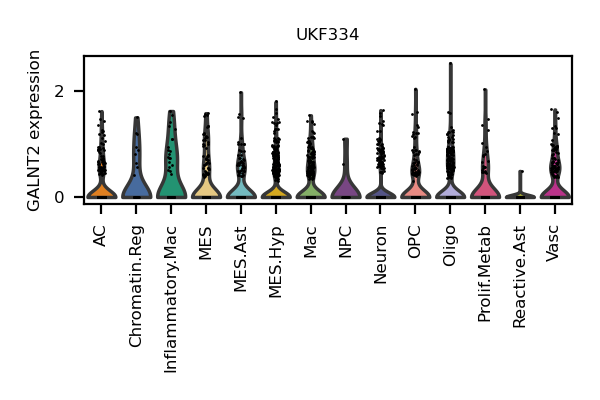 UKF334
GALNT2 expression
2
0
AC
Chromatin.Reg
Inflammatory.Mac
MES
MES.Ast
MES.Hyp
Mac
NPC
Neuron
OPC
Oligo
Prolif.Metab
Reactive.Ast
Vasc